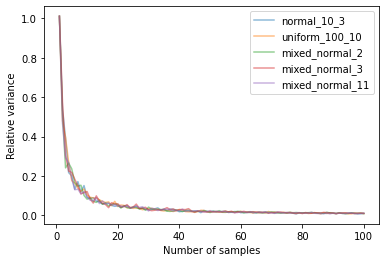 1.0
0.8
0.6
0.4
0.2
0.0
Relative variance
normal_10_3
uniform_100_10
mixed_normal_2
mixed_normal_3
mixed_normal_11
0 20 40 60 80 100
Number of samples